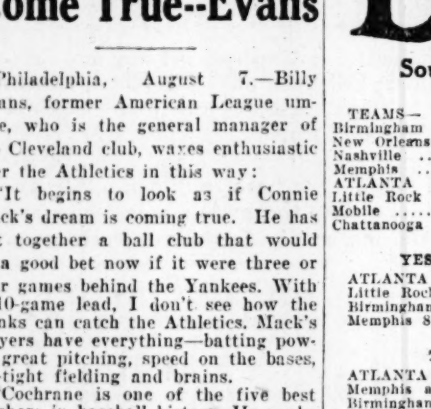 ome True--Evans
Philadelphia, August 7.—Billy
ans, former American League um-
e, who is the general manager of
Cleveland club, waxes enthusiastic
r the Athletics in this way:
"It begins to look as if Connie
ck's dream is coming true. He has
t together a ball club that would
a good bet now if it were three or
r games behind the Yankees. With
10-game lead, I don't see how the
nks can catch the Athletics. Mack's
yers have everything—batting pow-
great pitching, speed on the bases,
-tight fielding and brains.
Cochrane is one of the five best
Sou
TEAMS—
Birmingham
New Orleans
Nashville ..
Memphis ..
ATLANTA
Little Rock
Mobile .....
Chattanooga
YES
ATLANTA
Little Rock
Birmingham
Memphis 8
ATLANTA
Memphis a
Birmingham